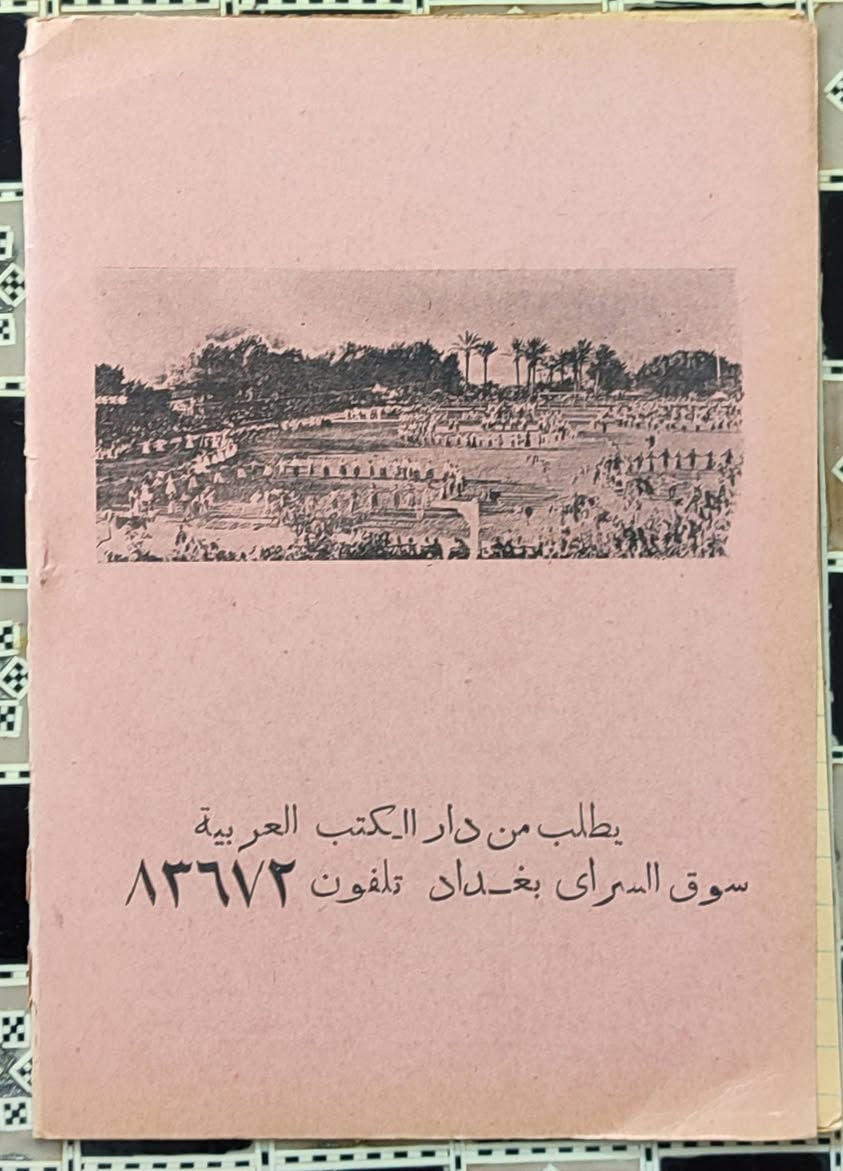 يطلب من دار الكتب العربية
سوق السراى بغداد تلفون ٨٣٦٧٢